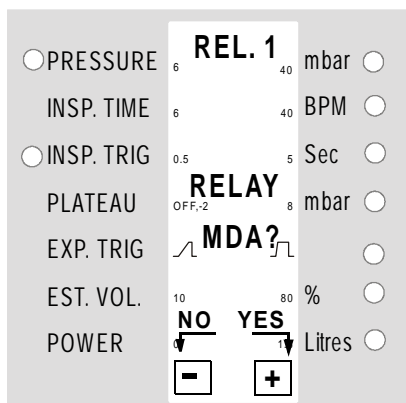 REL. 1
PRESSURE 6 40 mbar
INSP. TIME 6 40 BPM
INSP. TRIG 0.5 5 Sec
RELAY
PLATEAU OFF,-2 8 mbar
EXP. TRIG MDA?
EST. VOL. 10 80 %
NO YES
POWER Litres
- +